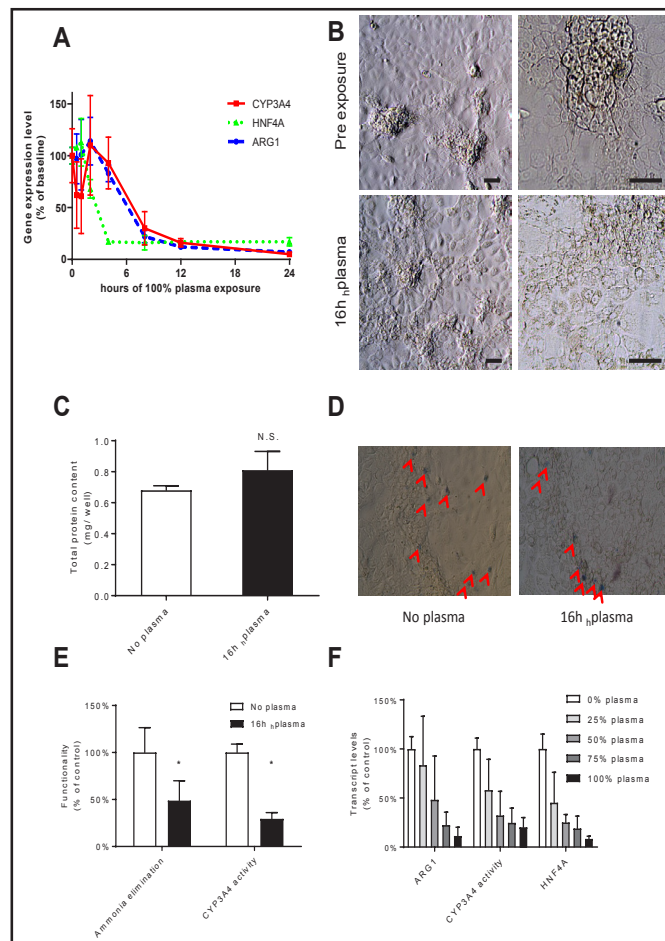 A
Gene expression level
(% of baseline)
150
100
50
0
0
6
12
18
24
hours of 100% plasma exposure
CYP3A4
HNF4A
ARG1
B
Pre exposure
16h hplasma
C
Total protein content
(mg/well)
1.0
0.8
0.6
0.4
0.2
0.0
N.S.
No plasma
16h hplasma
D
No plasma
16h hplasma
E
Functionality
(% of control)
150%
100%
50%
0%
No plasma
16h hplasma
*
*
Ammonia elimination
CYP3A4 activity
F
Transcript levels
(% of control)
150%
100%
50%
0%
0% plasma
25% plasma
50% plasma
75% plasma
100% plasma
ARG1
CYP3A4 activity
HNF4A